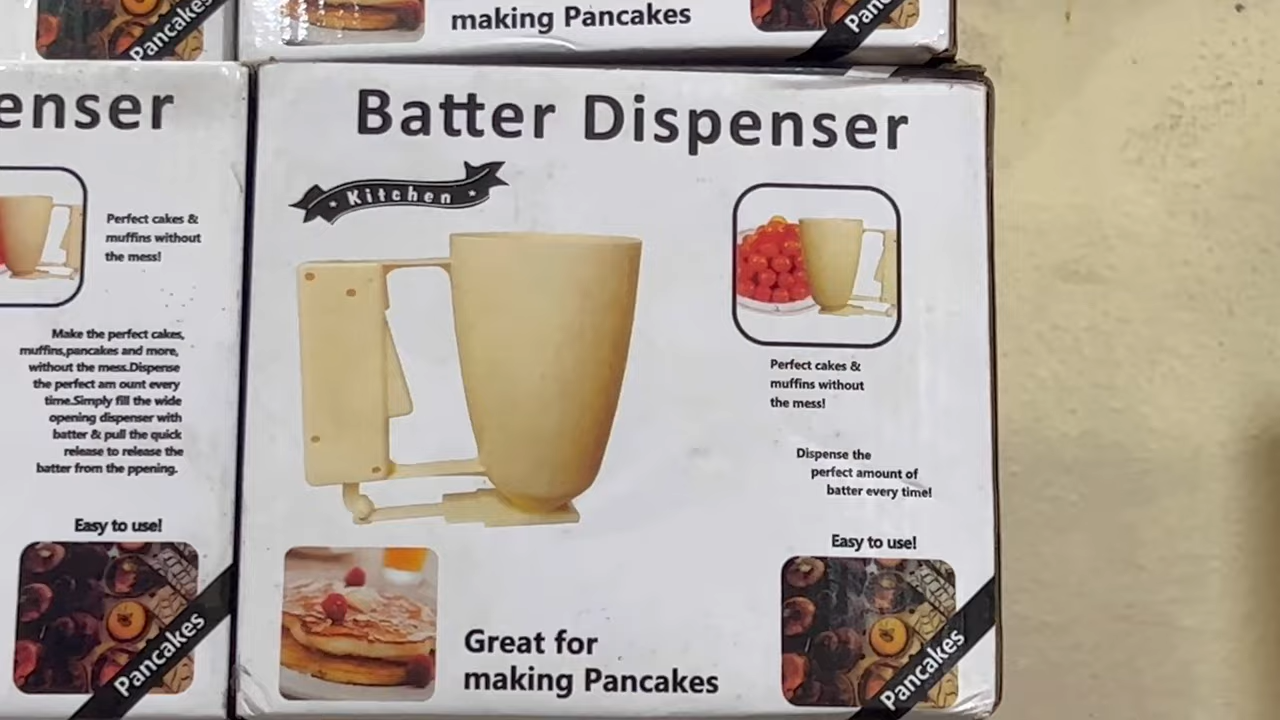 Pancakes
making Pancakes
Pan
enser
Perfect cakes &
muffins without
the mess!
Make the perfect cakes,
muffins,pancakes and more,
without the mess.Dispense
the perfect am ount every
time.Simply fill the wide
opening dispenser with
batter & pull the quick
release to release the
batter from the ppening.
Easy to use!
Pancakes
Batter Dispenser
Kitchen
Perfect cakes &
muffins without
the mess!
Dispense the
perfect amount of
batter every time!
Easy to use!
Great for
making Pancakes
Pancakes